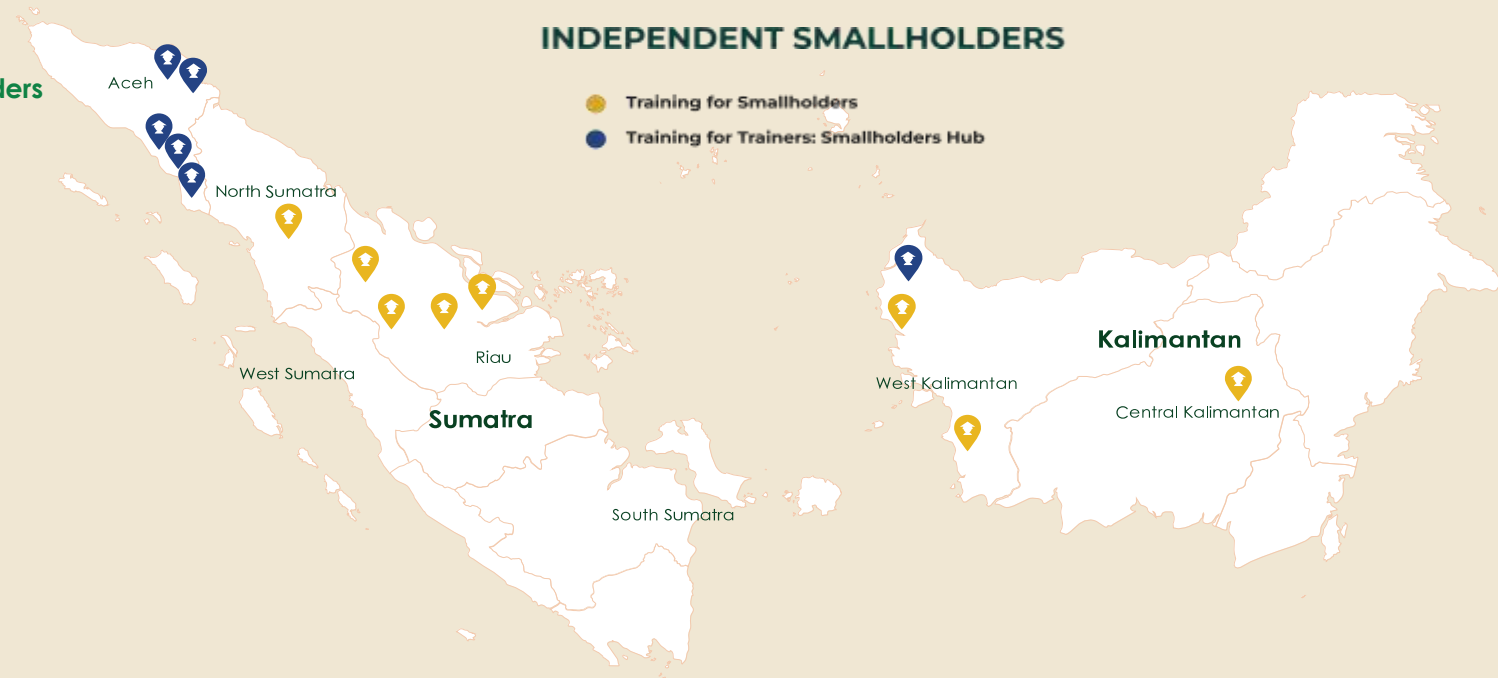 INDEPENDENT SMALLHOLDERS
ders
Training for Smallholders
Training for Trainers: Smallholders Hub
Aceh
North Sumatra
Riau
West Sumatra
Sumatra
South Sumatra
Kalimantan
West Kalimantan
Central Kalimantan